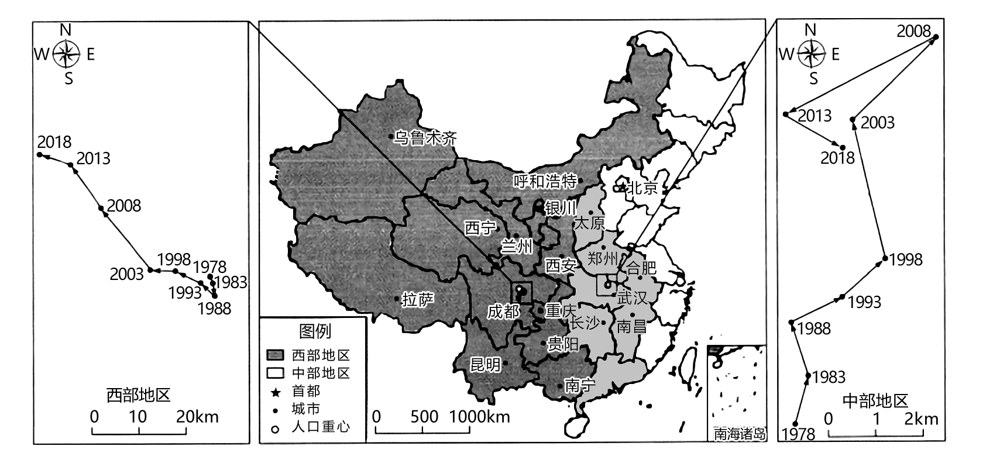 N
W E
S
2018
2013
2008
1998
1978
2003
1983
1993
1988
西部地区
0 10 20km
乌鲁木齐
呼和浩特
北京
银川
太原
西宁
兰州
郑州
西安
合肥
拉萨
武汉
成都
重庆
长沙
南昌
贵阳
昆明
南宁
图例
西部地区
中部地区
首都
城市
人口重心
0 500 1000km
南海诸岛
N
W E
S
2008
2013
2003
2018
1998
1993
1988
1983
1978
中部地区
0 1 2km